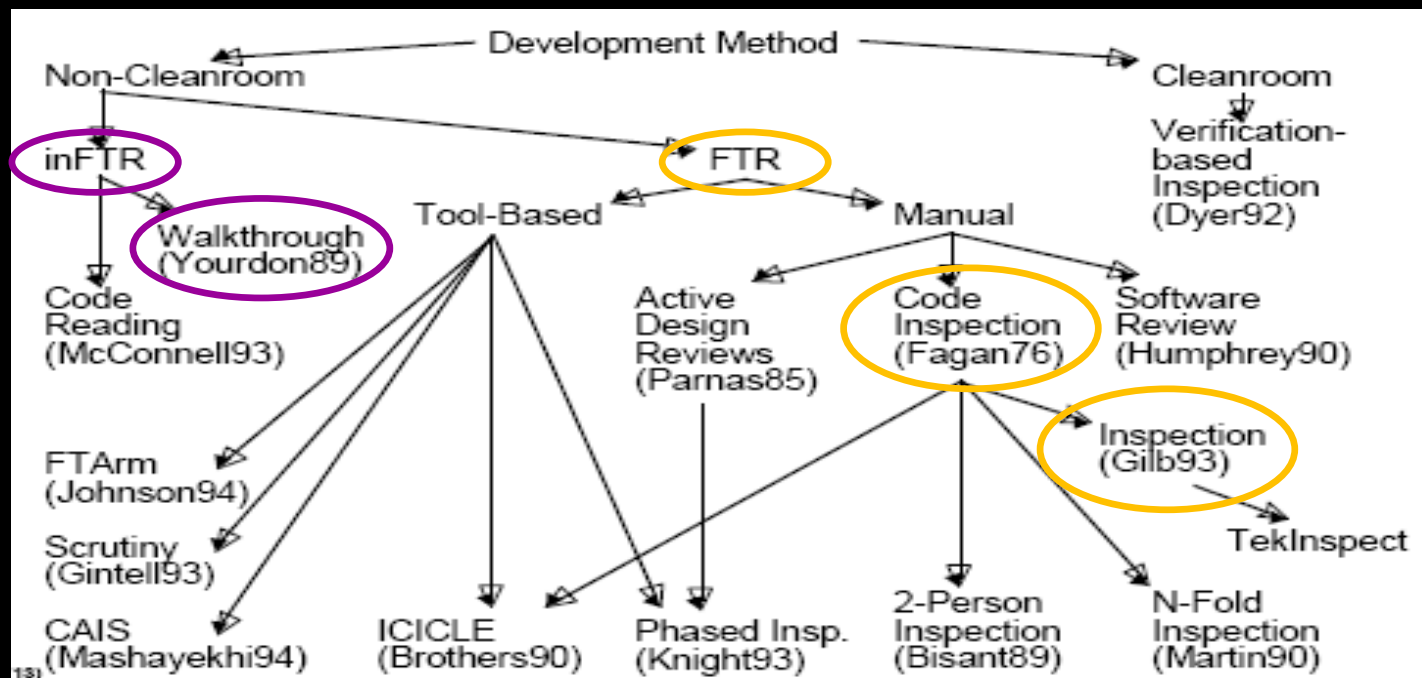 Development Method
Non-Cleanroom
Cleanroom
inFTR
FTR
Verification-
based
Inspection
(Dyer92)
Tool-Based
Manual
Walkthrough
(Yourdon89)
Code
Reading
(McConnell93)
Active
Design
Reviews
(Parnas85)
Code
Inspection
(Fagan76)
Software
Review
(Humphrey90)
Inspection
(Gilb93)
FTArm
(Johnson94)
TekInspect
Scrutiny
(Gintell93)
CAIS
(Mashayekhi94)
ICICLE
(Brothers90)
Phased Insp.
(Knight93)
2-Person
Inspection
(Bisant89)
N-Fold
Inspection
(Martin90)
13)